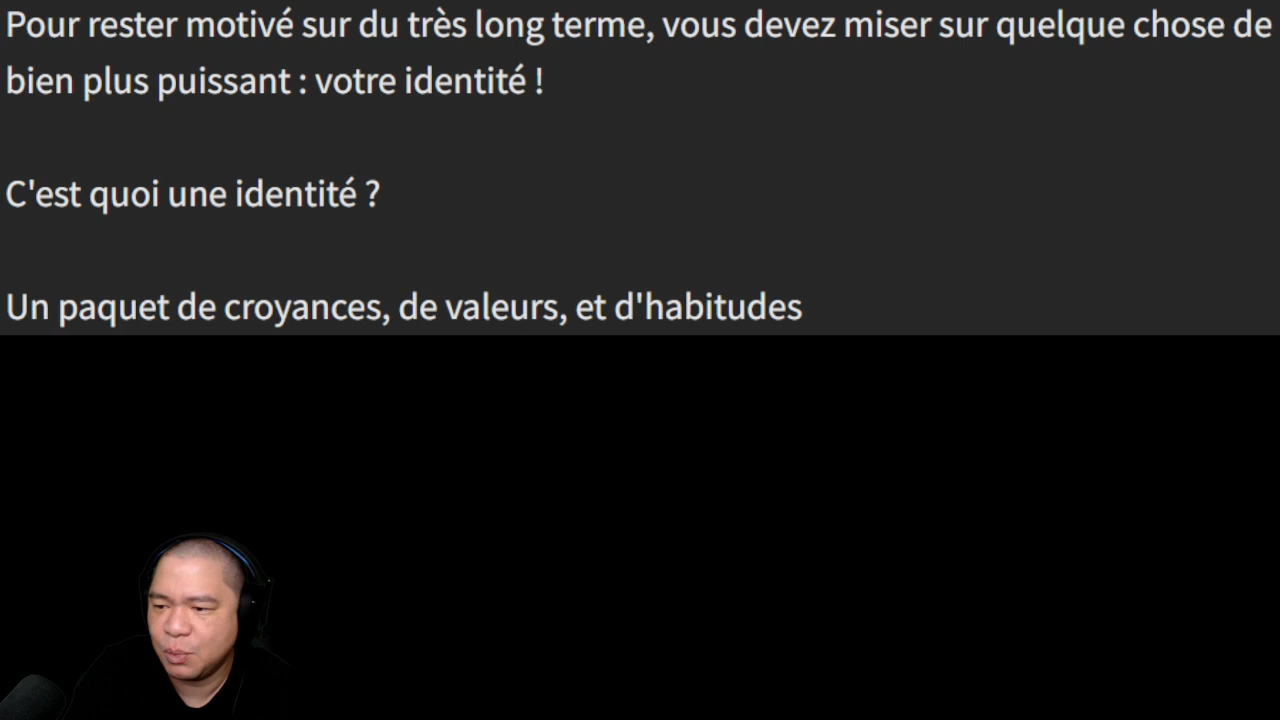 Pour rester motivé sur du très long terme, vous devez miser sur quelque chose de
bien plus puissant : votre identité !
C'est quoi une identité ?
Un paquet de croyances, de valeurs, et d'habitudes